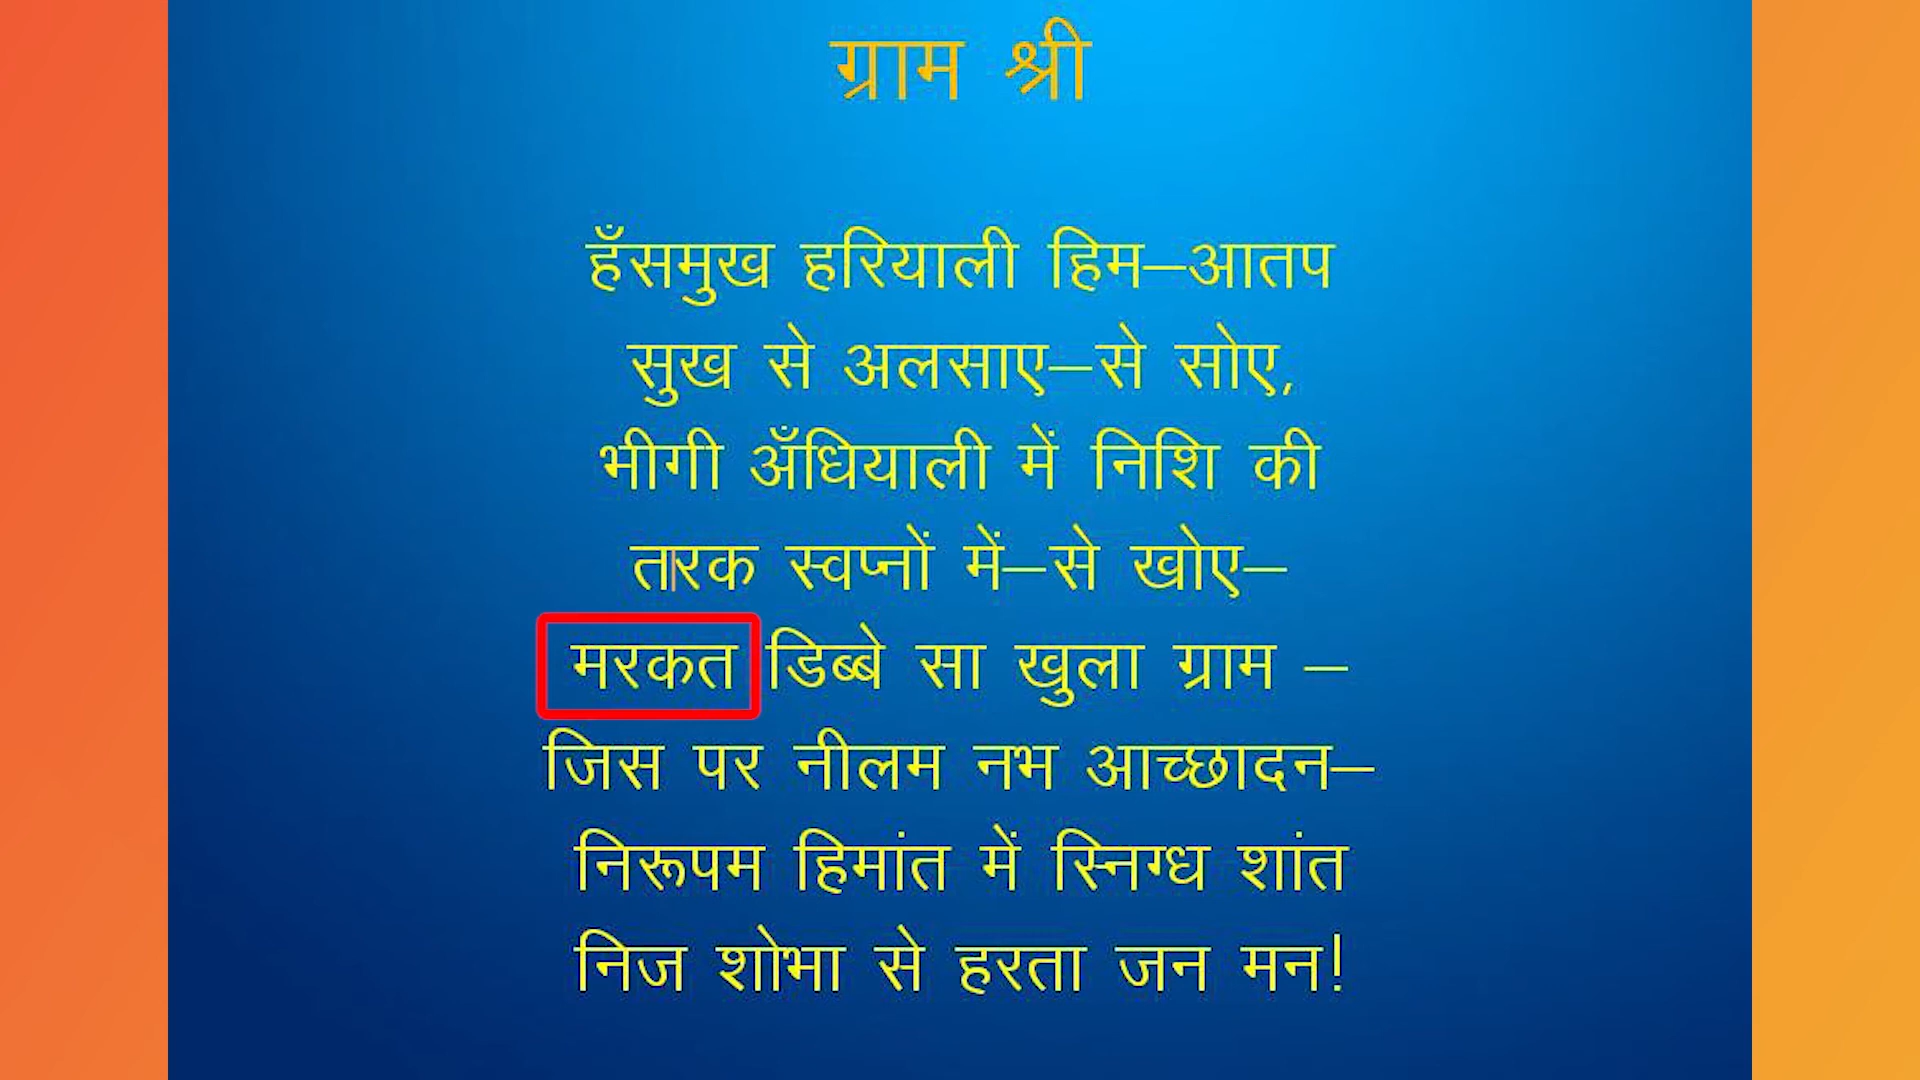 ग्राम श्री
हँसमुख हरियाली हिम–आतप
सुख से अलसाए–से सोए,
भीगी अँधियाली में निशि की
तारक स्वप्नों में–से खोए–
मरकत डिब्बे सा खुला ग्राम –
जिस पर नीलम नभ आच्छादन–
निरूपम हिमांत में स्निग्ध शांत
निज शोभा से हरता जन मन!